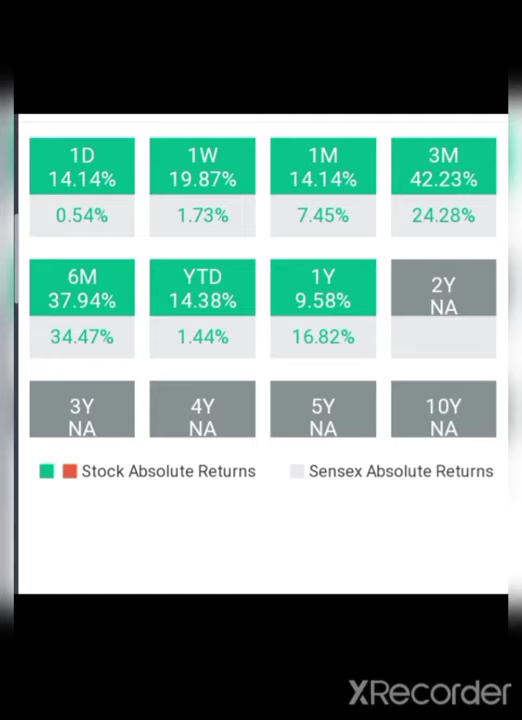 1D 1W 1M 3M
14.14% 19.87% 14.14% 42.23%
0.54% 1.73% 7.45% 24.28%
6M YTD 1Y 2Y
37.94% 14.38% 9.58% NA
34.47% 1.44% 16.82%
3Y 4Y 5Y 10Y
NA NA NA NA
Stock Absolute Returns Sensex Absolute Returns
XRecorder